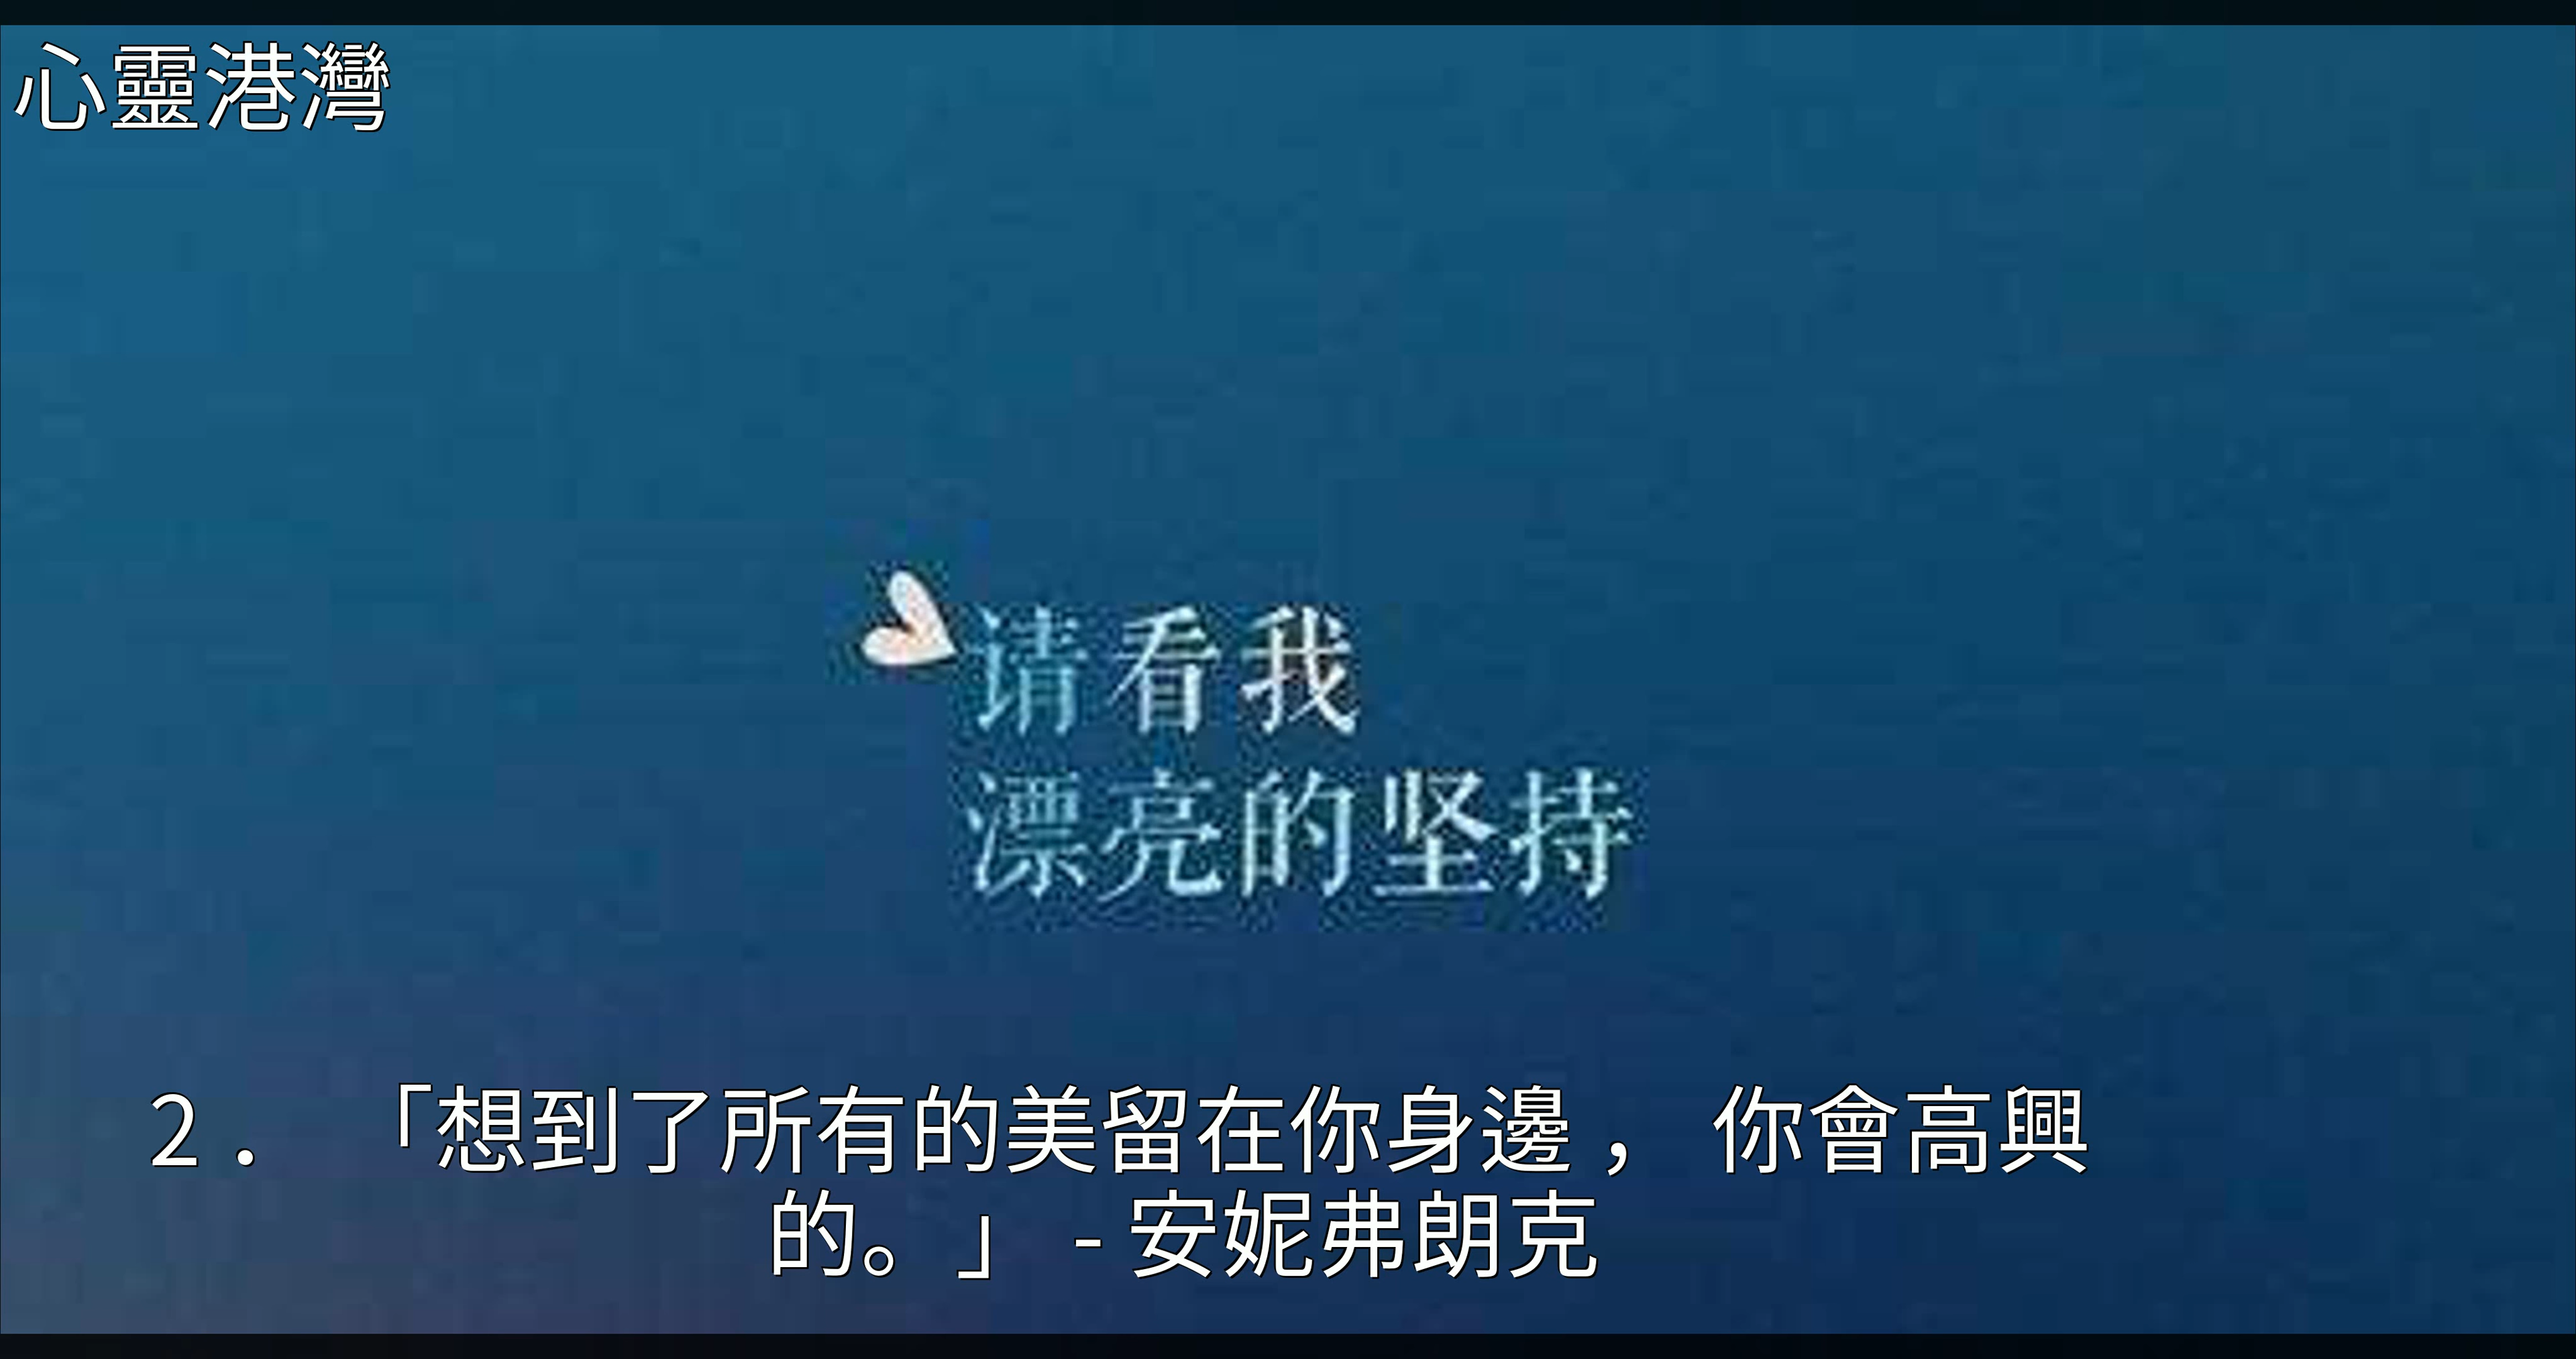 心靈港灣
请看我
漂亮的坚持
2. 「想到了所有的美留在你身邊， 你會高興
的。」 - 安妮弗朗克